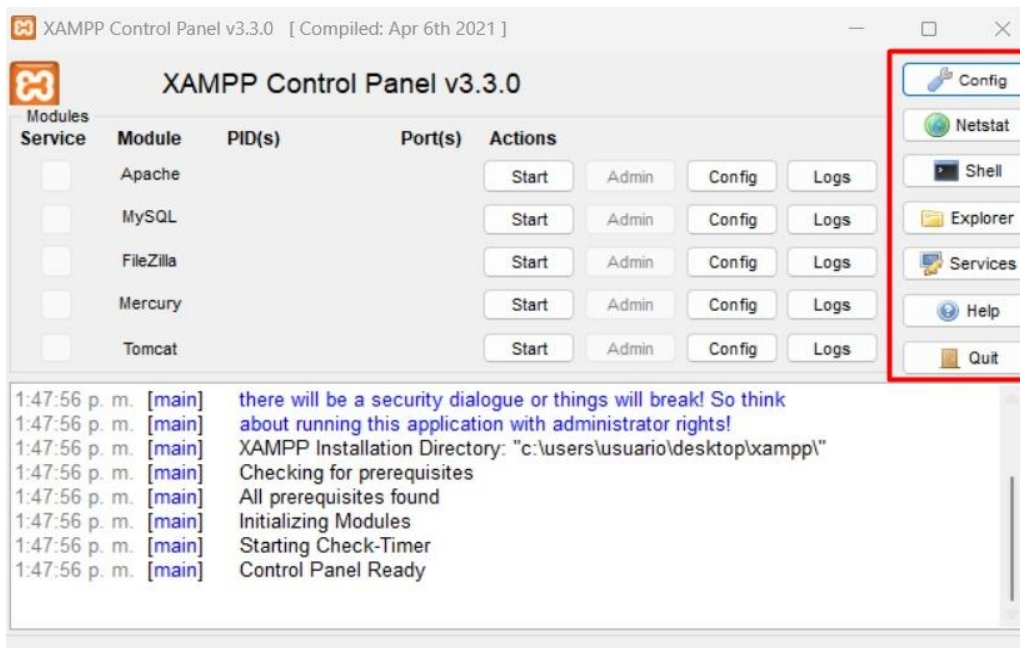 XAMPP Control Panel v3.3.0 [ Compiled: Apr 6th 2021 ]
XAMPP Control Panel v3.3.0
Config
Netstat
Shell
Explorer
Services
Help
Quit
Modules
Service Module PID(s) Port(s) Actions
Apache Start Admin Config Logs
MySQL Start Admin Config Logs
FileZilla Start Admin Config Logs
Mercury Start Admin Config Logs
Tomcat Start Admin Config Logs
1:47:56 p. m. [main] there will be a security dialogue or things will break! So think
1:47:56 p. m. [main] about running this application with administrator rights!
1:47:56 p. m. [main] XAMPP Installation Directory: "c:\users\usuario\desktop\xampp\"
1:47:56 p. m. [main] Checking for prerequisites
1:47:56 p. m. [main] All prerequisites found
1:47:56 p. m. [main] Initializing Modules
1:47:56 p. m. [main] Starting Check-Timer
1:47:56 p. m. [main] Control Panel Ready